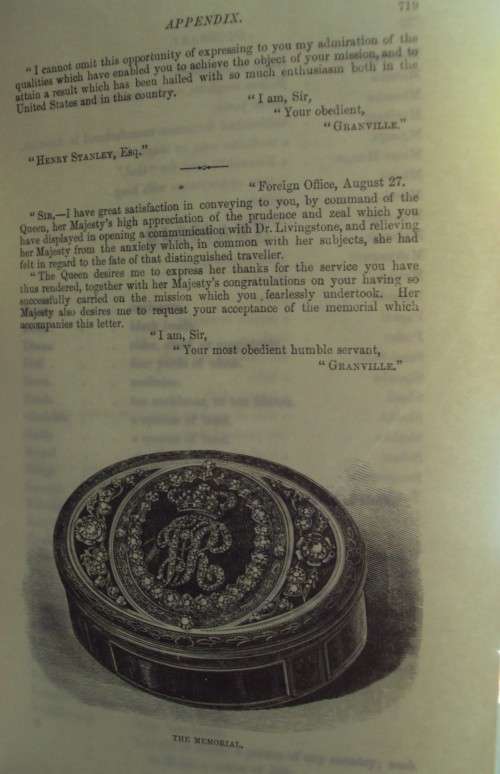 APPENDIX.
719
"I cannot omit this opportunity of expressing to you my admiration of the
qualities which have enabled you to achieve the object of your mission, and to
attain a result which has been hailed with so much enthusiasm both in the
United States and in this country.
"I am, Sir,
"Your obedient,
"GRANVILLE."
"HENRY STANLEY, Esq."
"Foreign Office, August 27.
"SIR,—I have great satisfaction in conveying to you, by command of the
Queen, her Majesty's high appreciation of the prudence and zeal which you
have displayed in opening a communication with Dr. Livingstone, and relieving
her Majesty from the anxiety which, in common with her subjects, she had
felt in regard to the fate of that distinguished traveller.
"The Queen desires me to express her thanks for the service you have
thus rendered, together with her Majesty's congratulations on your having so
successfully carried on the mission which you fearlessly undertook. Her
Majesty also desires me to request your acceptance of the memorial which
accompanies this letter.
"I am, Sir,
"Your most obedient humble servant,
"GRANVILLE."
VR
THE MEMORIAL.